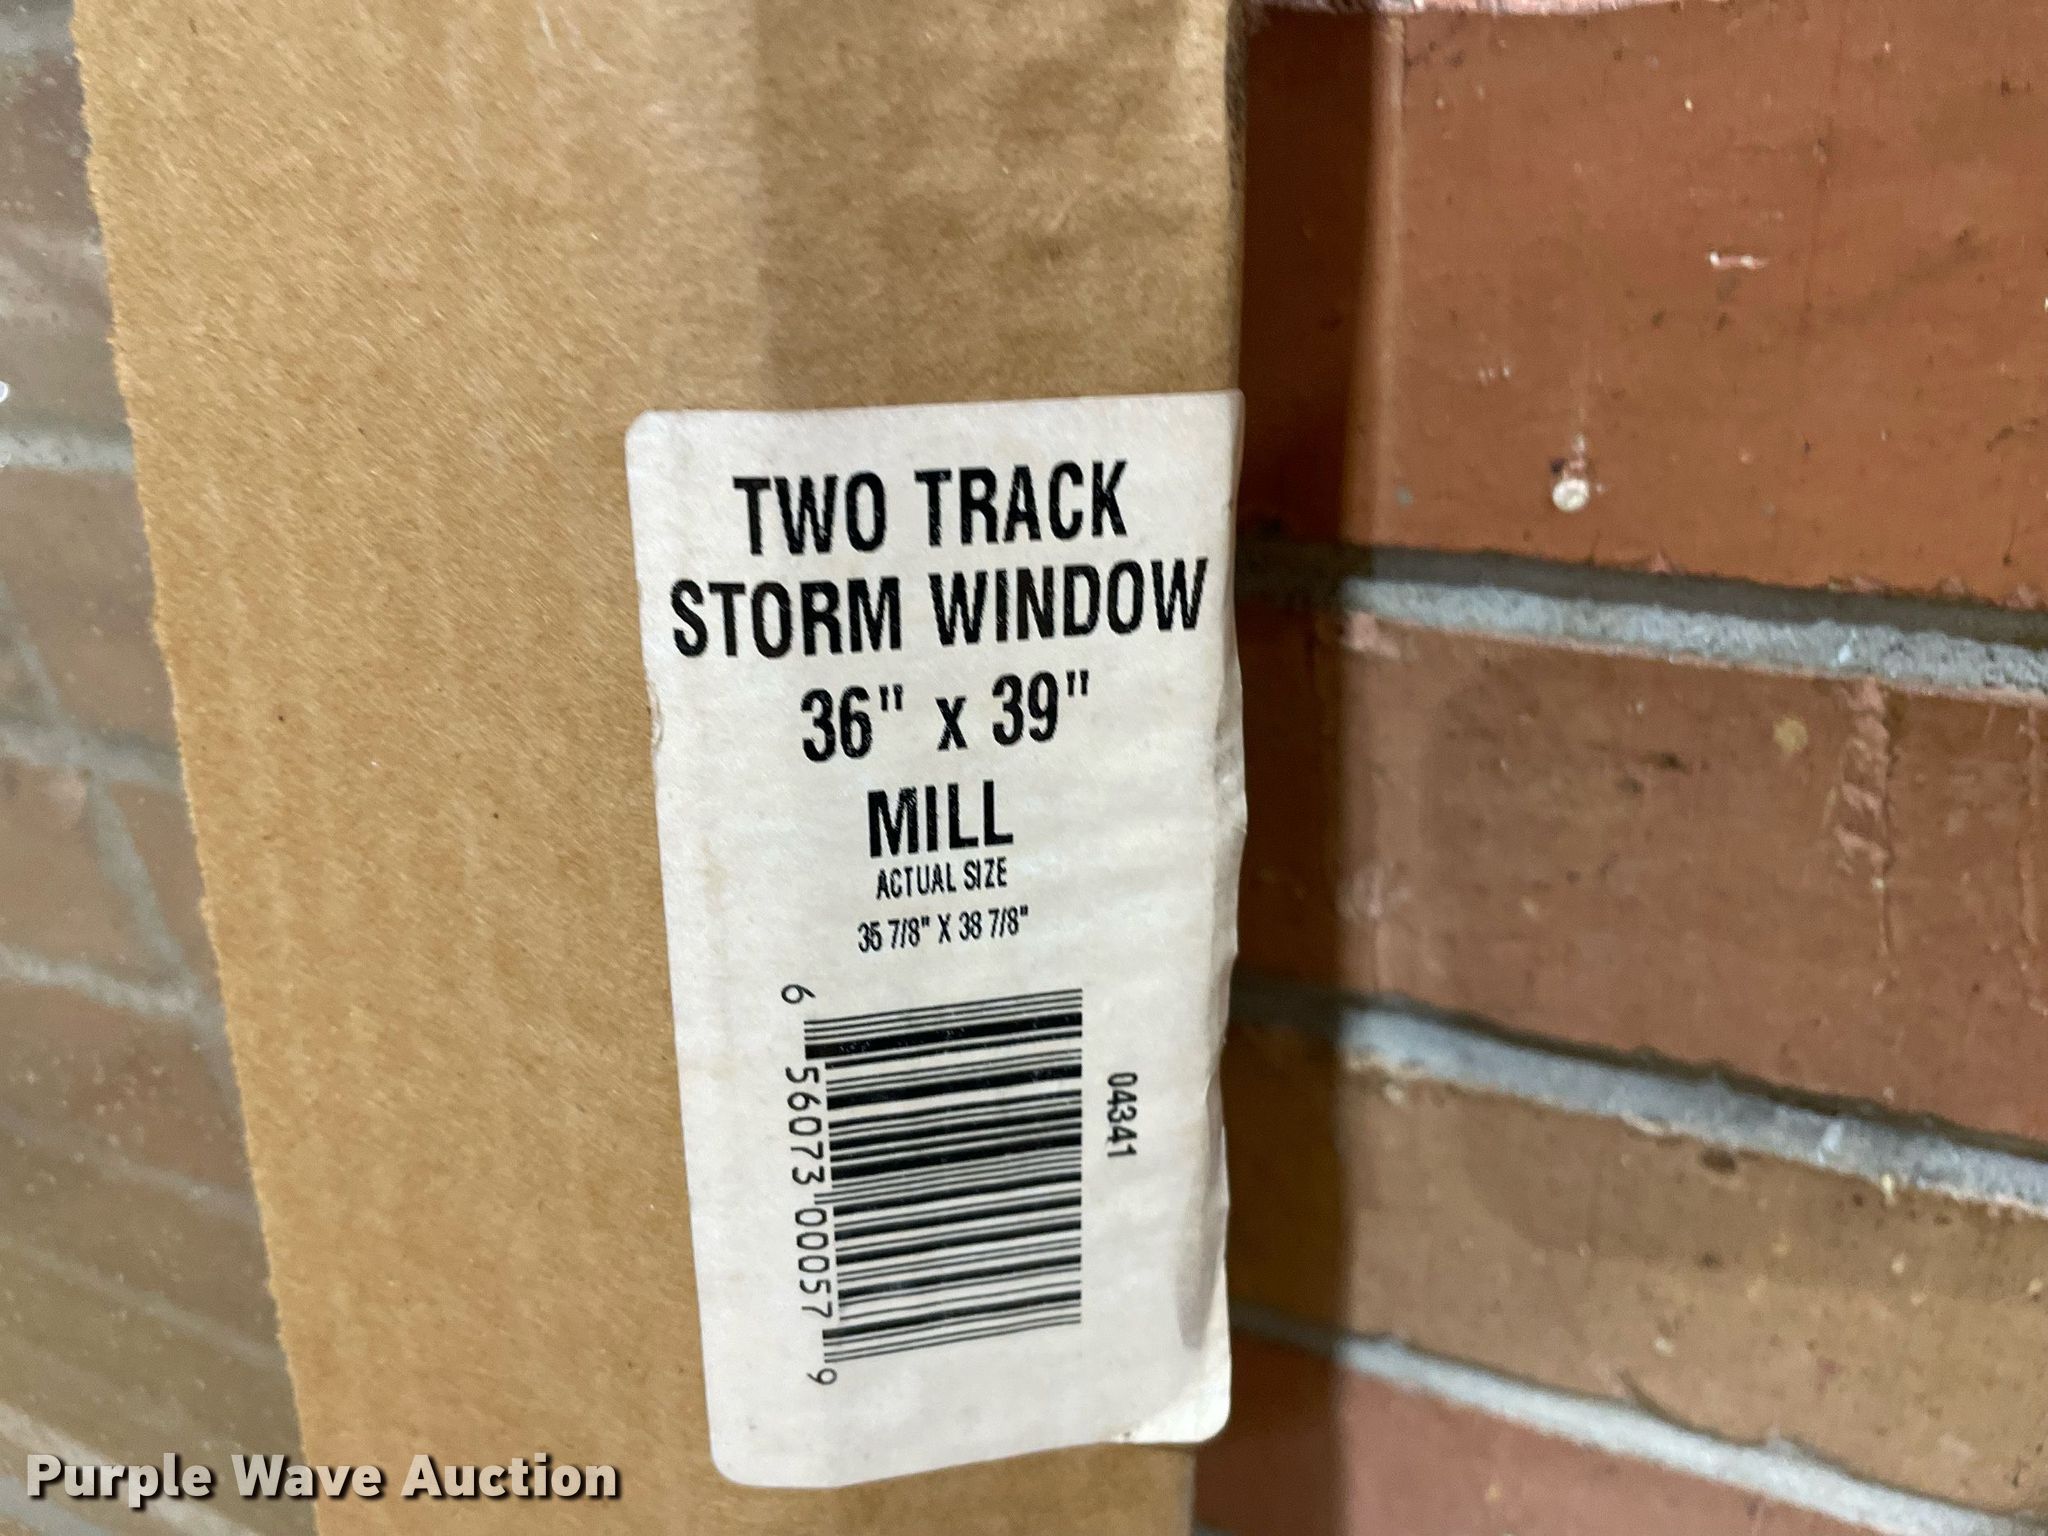 TWO TRACK
STORM WINDOW
36" x 39"
MILL
ACTUAL SIZE
35 7/8" X 38 7/8"
6 56073 00057 9
04341
Purple Wave Auction